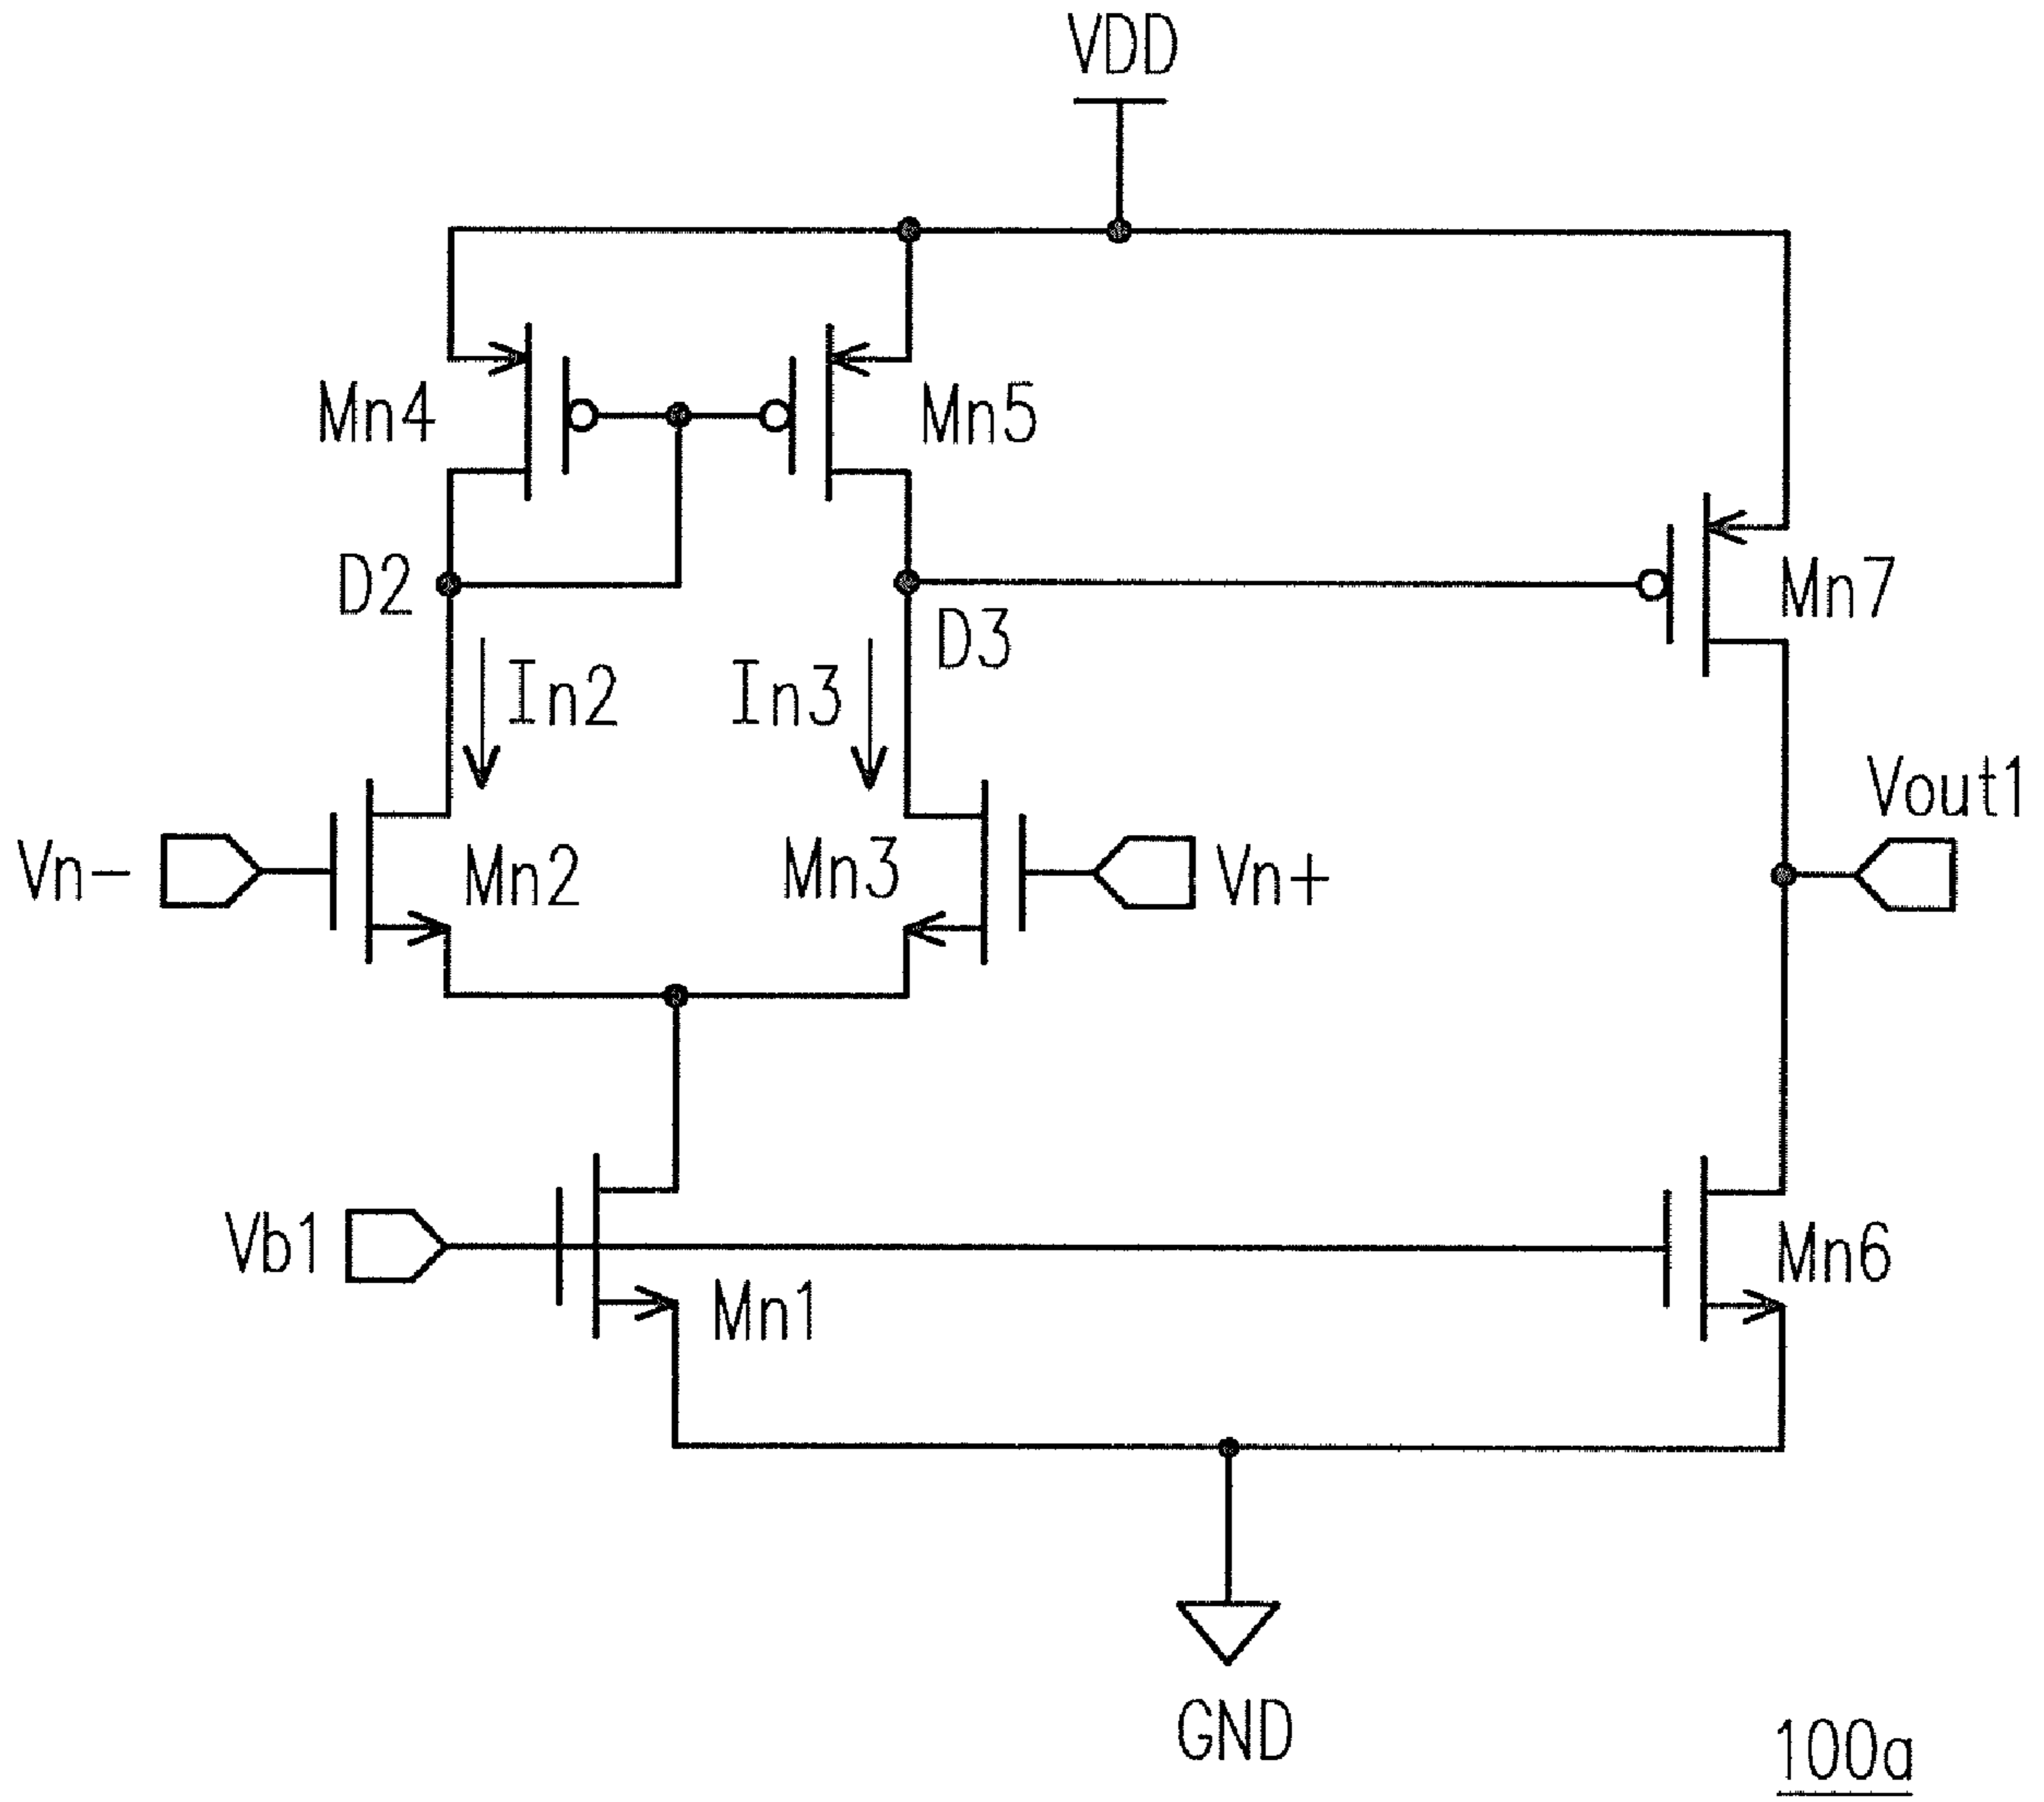 VDD
Mn4
Mn5
D2
D3
Mn7
In2
In3
Vout1
Vn-
Mn2
Mn3
Vn+
Vb1
Mn1
Mn6
GND
100a